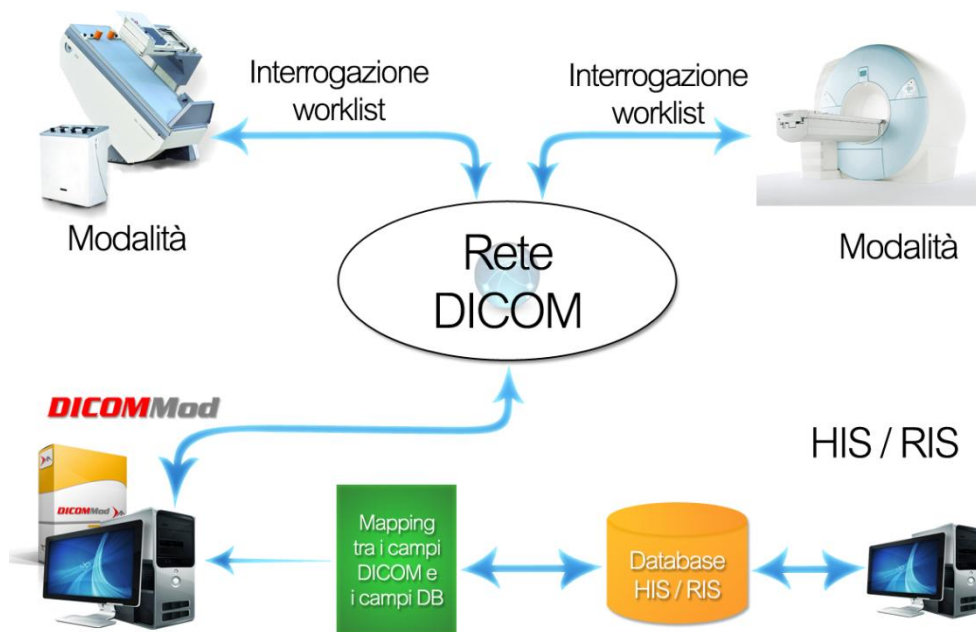 Interrogazione
worklist
Interrogazione
worklist
Modalità
Modalità
Rete
DICOM
DICOMMod
HIS / RIS
DICOMMod
Mapping
tra i campi
DICOM e
i campi DB
Database
HIS / RIS